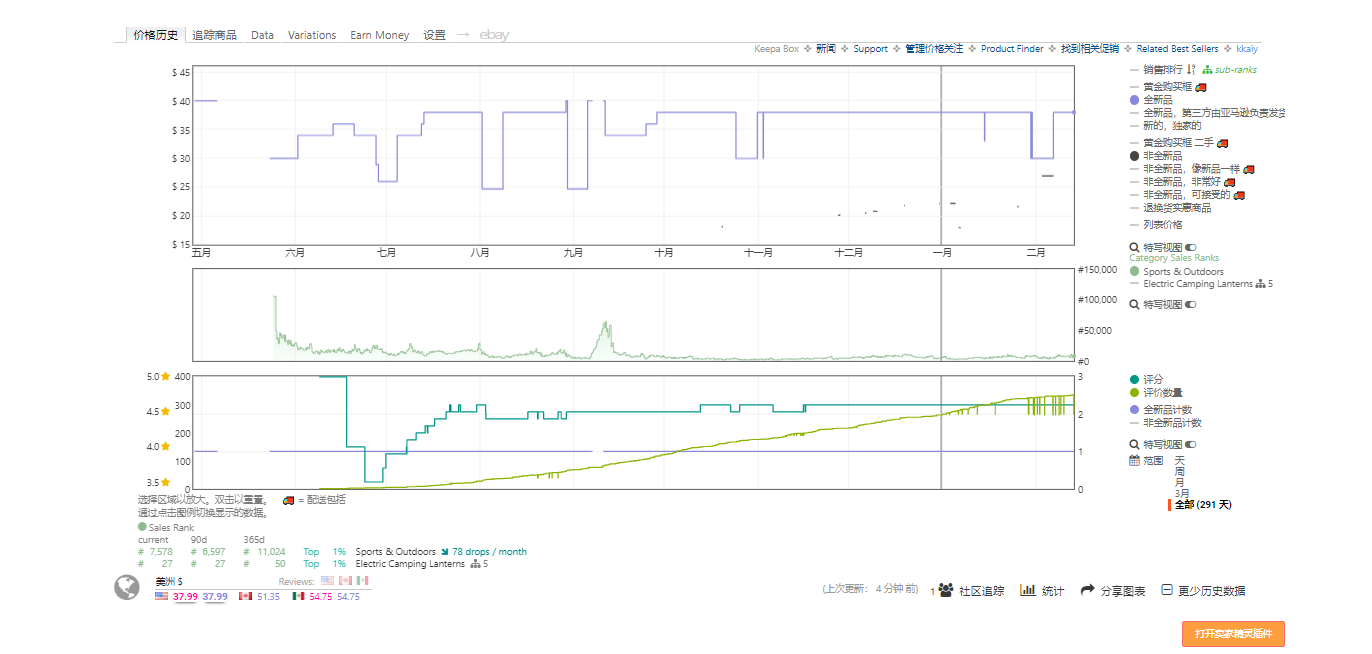 价格历史 追踪商品 Data Variations Earn Money 设置 → ebay
Keepa Box ✧ 新闻 ✧ Support ✧ 管理价格关注 ✧ Product Finder ✧ 找到相关促销 ✧ Related Best Sellers ✧ kkaiy
$ 45
$ 40
$ 35
$ 30
$ 25
$ 20
$ 15
五月 六月 七月 八月 九月 十月 十一月 十二月 一月 二月
销售排行 sub-ranks
黄金购买框
全新品
全新品，第三方由亚马逊负责发货
新的，独家的
黄金购买框 二手
非全新品
非全新品，像新品一样
非全新品，非常好
非全新品，可接受的
退换货实惠商品
列表价格
特写视图
Category Sales Ranks
Sports & Outdoors
Electric Camping Lanterns 5
特写视图
#150,000
#100,000
#50,000
#0
5.0 400 3
4.5 300 2
4.0 200
100 1
3.5 0 0
评分
评价数量
全新品计数
非全新品计数
特写视图
范围 天
周
月
3月
全部 (291 天)
选择区域以放大。双击以重置。 = 配送包括
通过点击图例切换显示的数据。
Sales Rank
current 90d 365d
# 7,578 # 6,597 # 11,024 Top 1% Sports & Outdoors 78 drops / month
# 27 # 27 # 50 Top 1% Electric Camping Lanterns 5
美洲 $ Reviews:
37.99 37.99 51.35 54.75 54.75
(上次更新: 4 分钟 前) 1 社区追踪 统计 分享图表 更少历史数据
打开卖家精灵插件